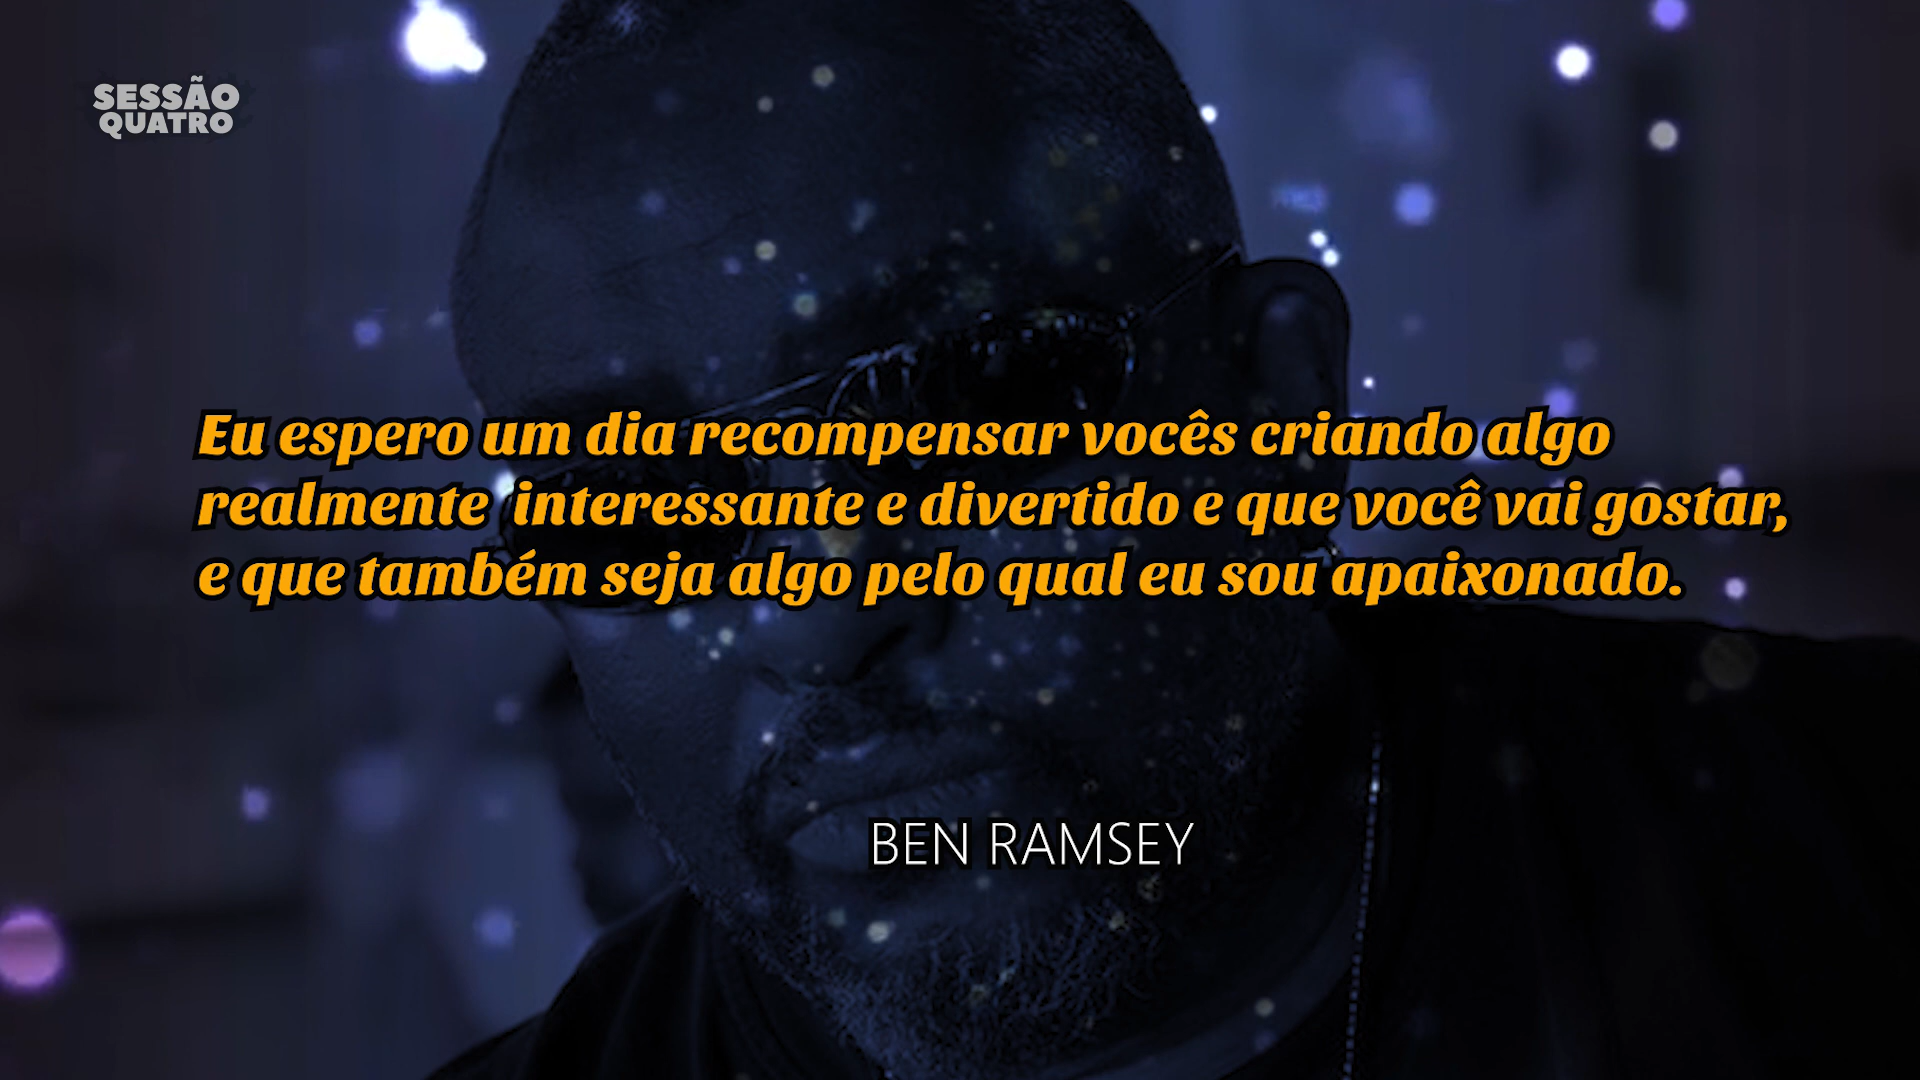 SESSÃO
QUATRO
Eu espero um dia recompensar vocês criando algo
realmente interessante e divertido e que você vai gostar,
e que também seja algo pelo qual eu sou apaixonado.
BEN RAMSEY